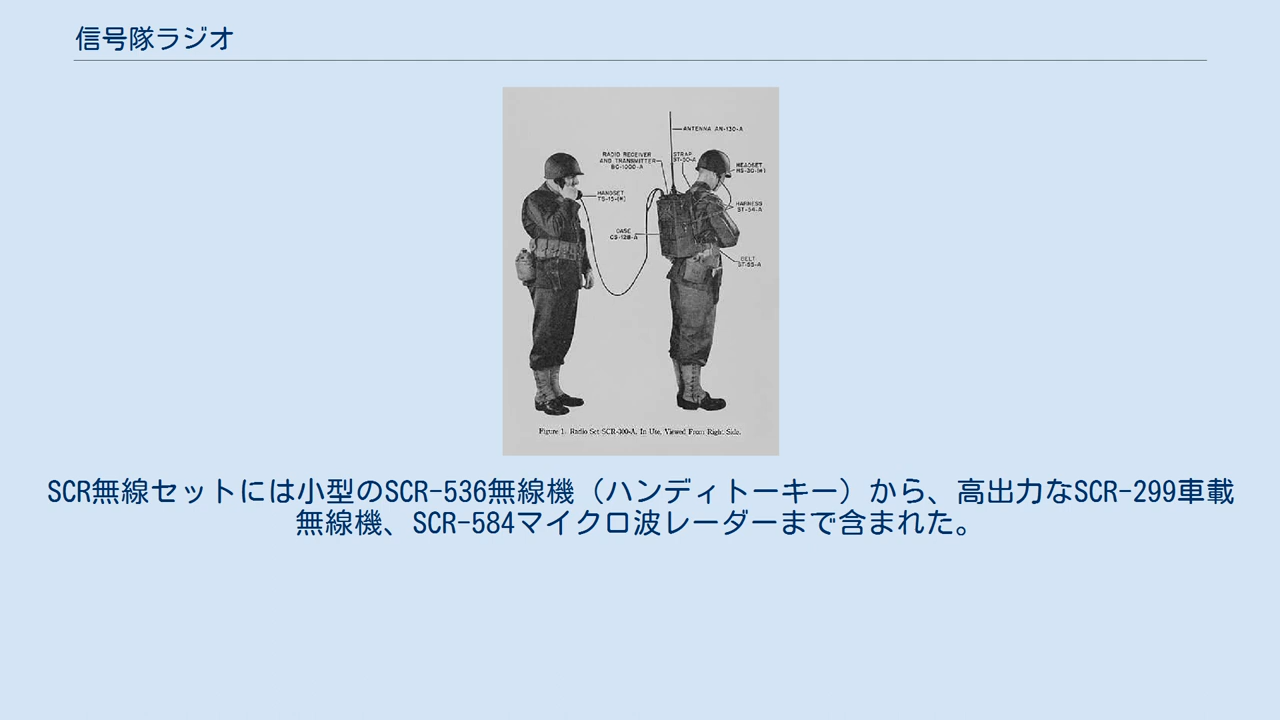 信号隊ラジオ
ANTENNA AN-130-A
RADIO RECEIVER
AND TRANSMITTER
BC-1000-A
STRAP
ST-50-A
HEADSET
HS-30-(*)
HANDSET
TS-15-(*)
HARNESS
ST-54-A
CASE
CS-128-A
BELT
ST-55-A
Figure 1. Radio Set SCR-300-A, In Use, Viewed From Right Side.
SCR無線セットには小型のSCR-536無線機（ハンディトーキー）から、高出力なSCR-299車載
無線機、SCR-584マイクロ波レーダーまで含まれた。